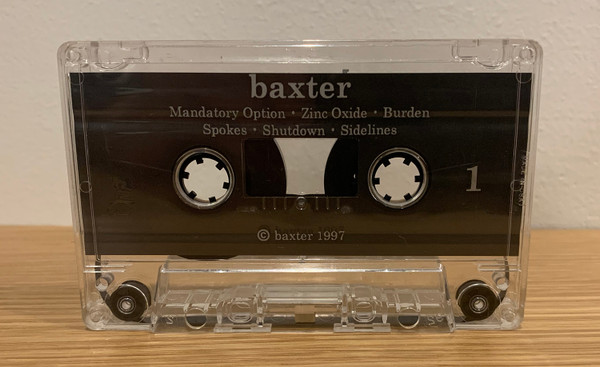 baxter
Mandatory Option • Zinc Oxide • Burden
Spokes • Shutdown • Sidelines
1
© baxter 1997